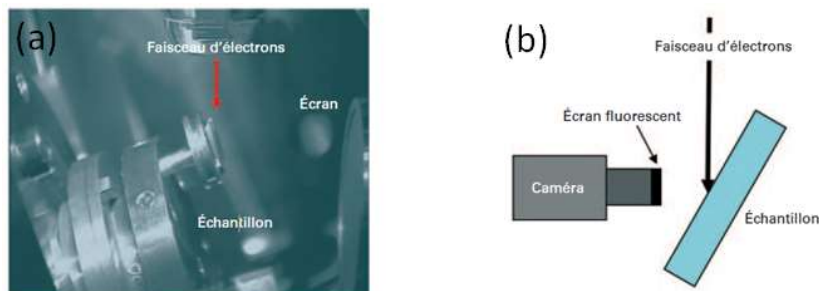 (a)
Faisceau d'électrons
Écran
Échantillon
(b)
Faisceau d'électrons
Écran fluorescent
Caméra
Échantillon